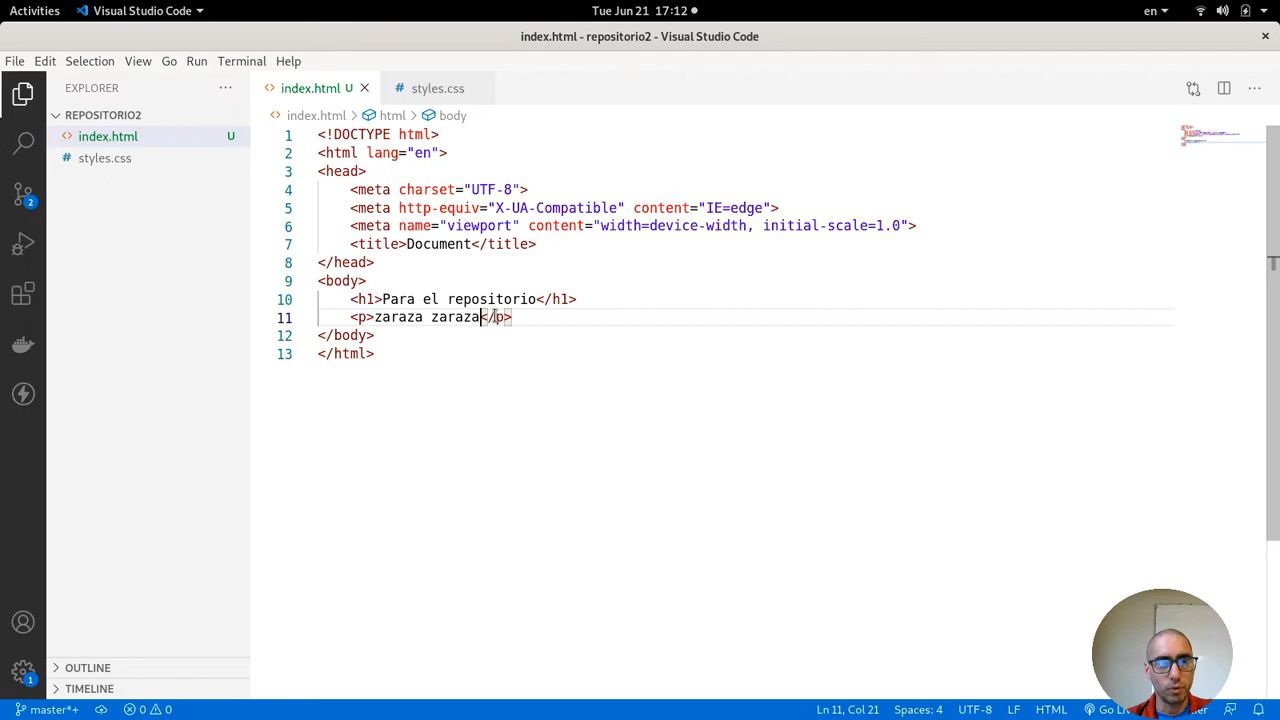 Activities Visual Studio Code Tue Jun 21 17:12 en
index.html - repositorio2 - Visual Studio Code
File Edit Selection View Go Run Terminal Help
EXPLORER
index.html U
styles.css
REPOSITORIO2
index.html U
styles.css
index.html html body
1 <!DOCTYPE html>
2 <html lang="en">
3 <head>
4 <meta charset="UTF-8">
5 <meta http-equiv="X-UA-Compatible" content="IE=edge">
6 <meta name="viewport" content="width=device-width, initial-scale=1.0">
7 <title>Document</title>
8 </head>
9 <body>
10 <h1>Para el repositorio</h1>
11 <p>zaraza zaraza</p>
12 </body>
13 </html>
2
1
OUTLINE
TIMELINE
master*+ 0 0 Ln 11, Col 21 Spaces: 4 UTF-8 LF HTML Go